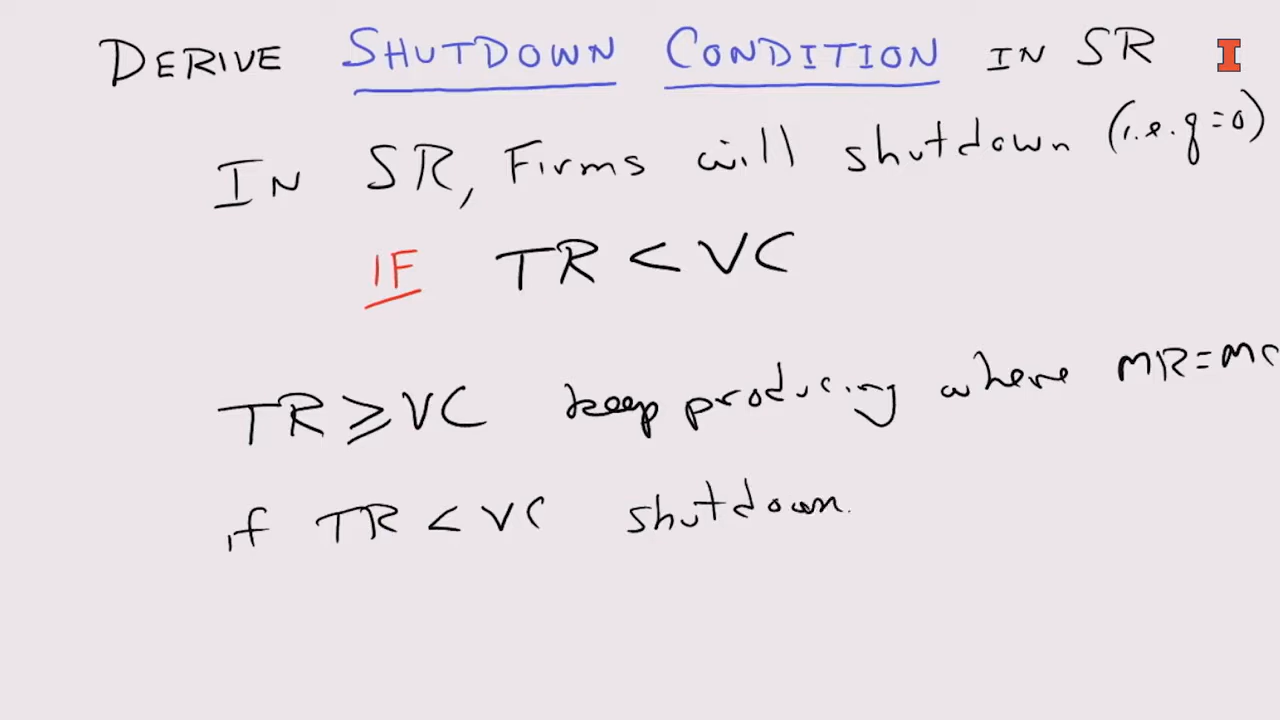 DERIVE SHUTDOWN CONDITION IN SR I
IN SR, Firms will shutdown (i.e. q=0)
IF TR < VC
TR ≥ VC keep producing where MR=MC
if TR < VC shutdown.